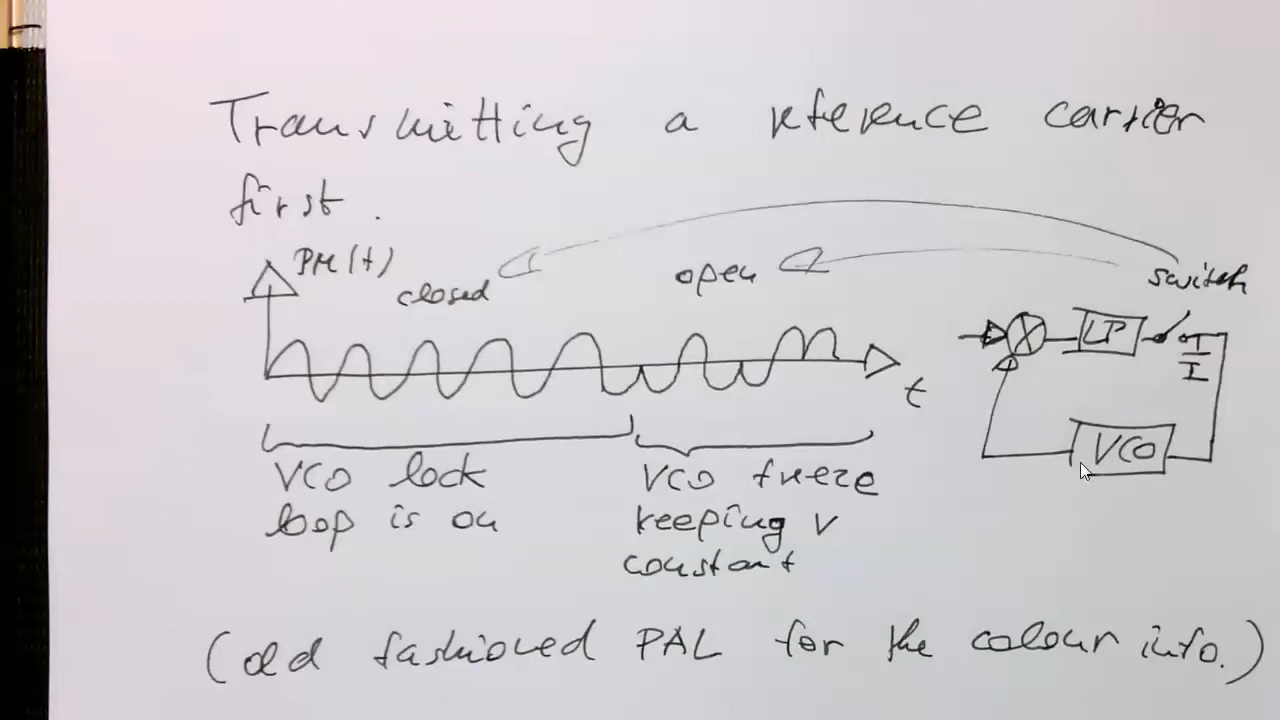 Transmitting a reference carrier
first.
PM(t)
closed
open
switch
LP
t
VCO
VCO lock
loop is on
VCO freeze
keeping V
constant
(old fashioned PAL for the colour info.)